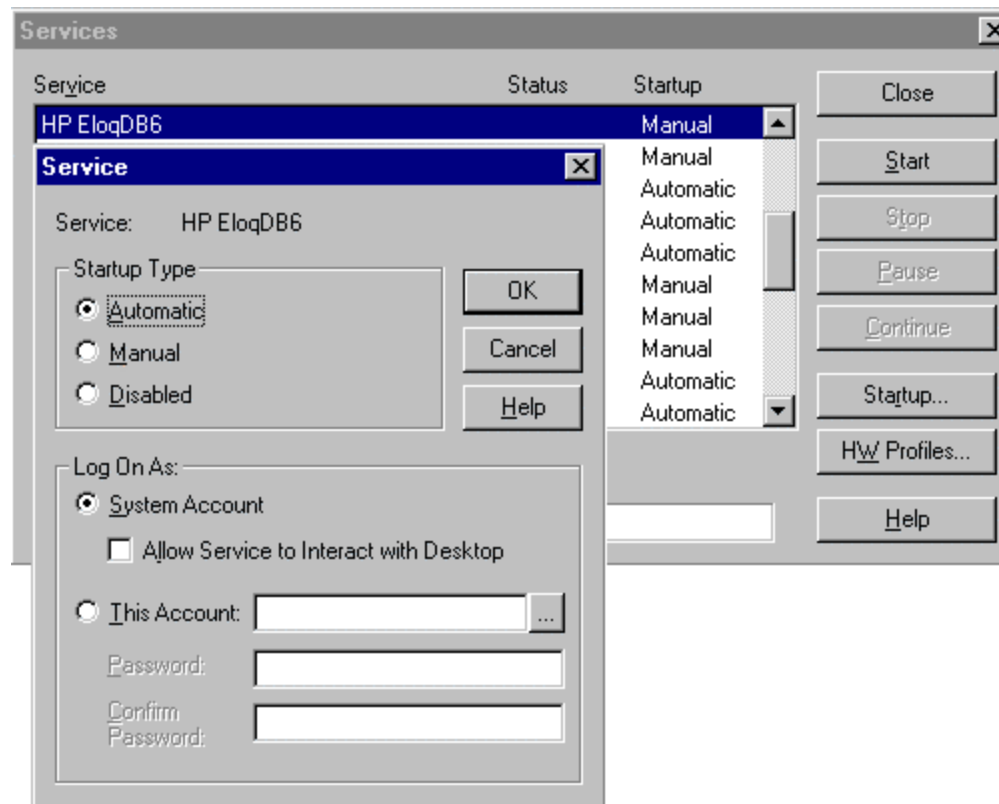 Services
Service Status Startup
HP EloqDB6 Manual
Manual
Automatic
Automatic
Automatic
Manual
Manual
Manual
Automatic
Automatic
Close
Start
Stop
Pause
Continue
Startup...
HW Profiles...
Help
Service
Service: HP EloqDB6
Startup Type
Automatic
Manual
Disabled
OK
Cancel
Help
Log On As:
System Account
Allow Service to Interact with Desktop
This Account: ...
Password:
Confirm
Password: